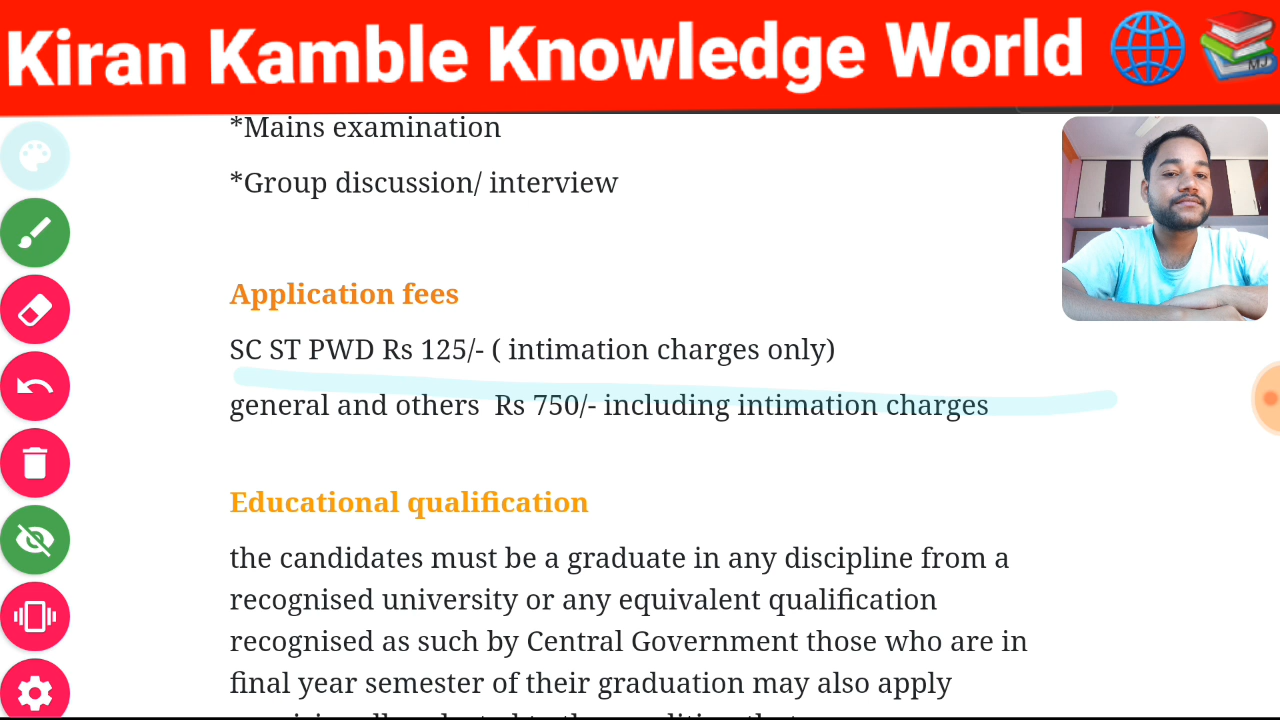 Kiran Kamble Knowledge World
MJ
*Mains examination
*Group discussion/ interview
Application fees
SC ST PWD Rs 125/- ( intimation charges only)
general and others Rs 750/- including intimation charges
Educational qualification
the candidates must be a graduate in any discipline from a
recognised university or any equivalent qualification
recognised as such by Central Government those who are in
final year semester of their graduation may also apply